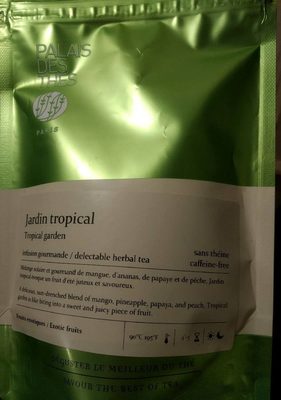 PALAIS
DES
THÉS
PARIS
Jardin tropical
Tropical garden
infusion gourmande / delectable herbal tea
sans théine
caffeine-free
Mélange solaire et gourmand de mangue, d'ananas, de papaye et de pêche, Jardin
tropical évoque un fruit d'été juteux et savoureux.
A delicious, sun-drenched blend of mango, pineapple, papaya, and peach, Tropical
garden is like biting into a sweet and juicy piece of fruit.
Fruits exotiques / Exotic fruits
90°C 195°F
DÉGUSTER LE MEILLEUR DU THÉ
SAVOUR THE BEST OF TEA